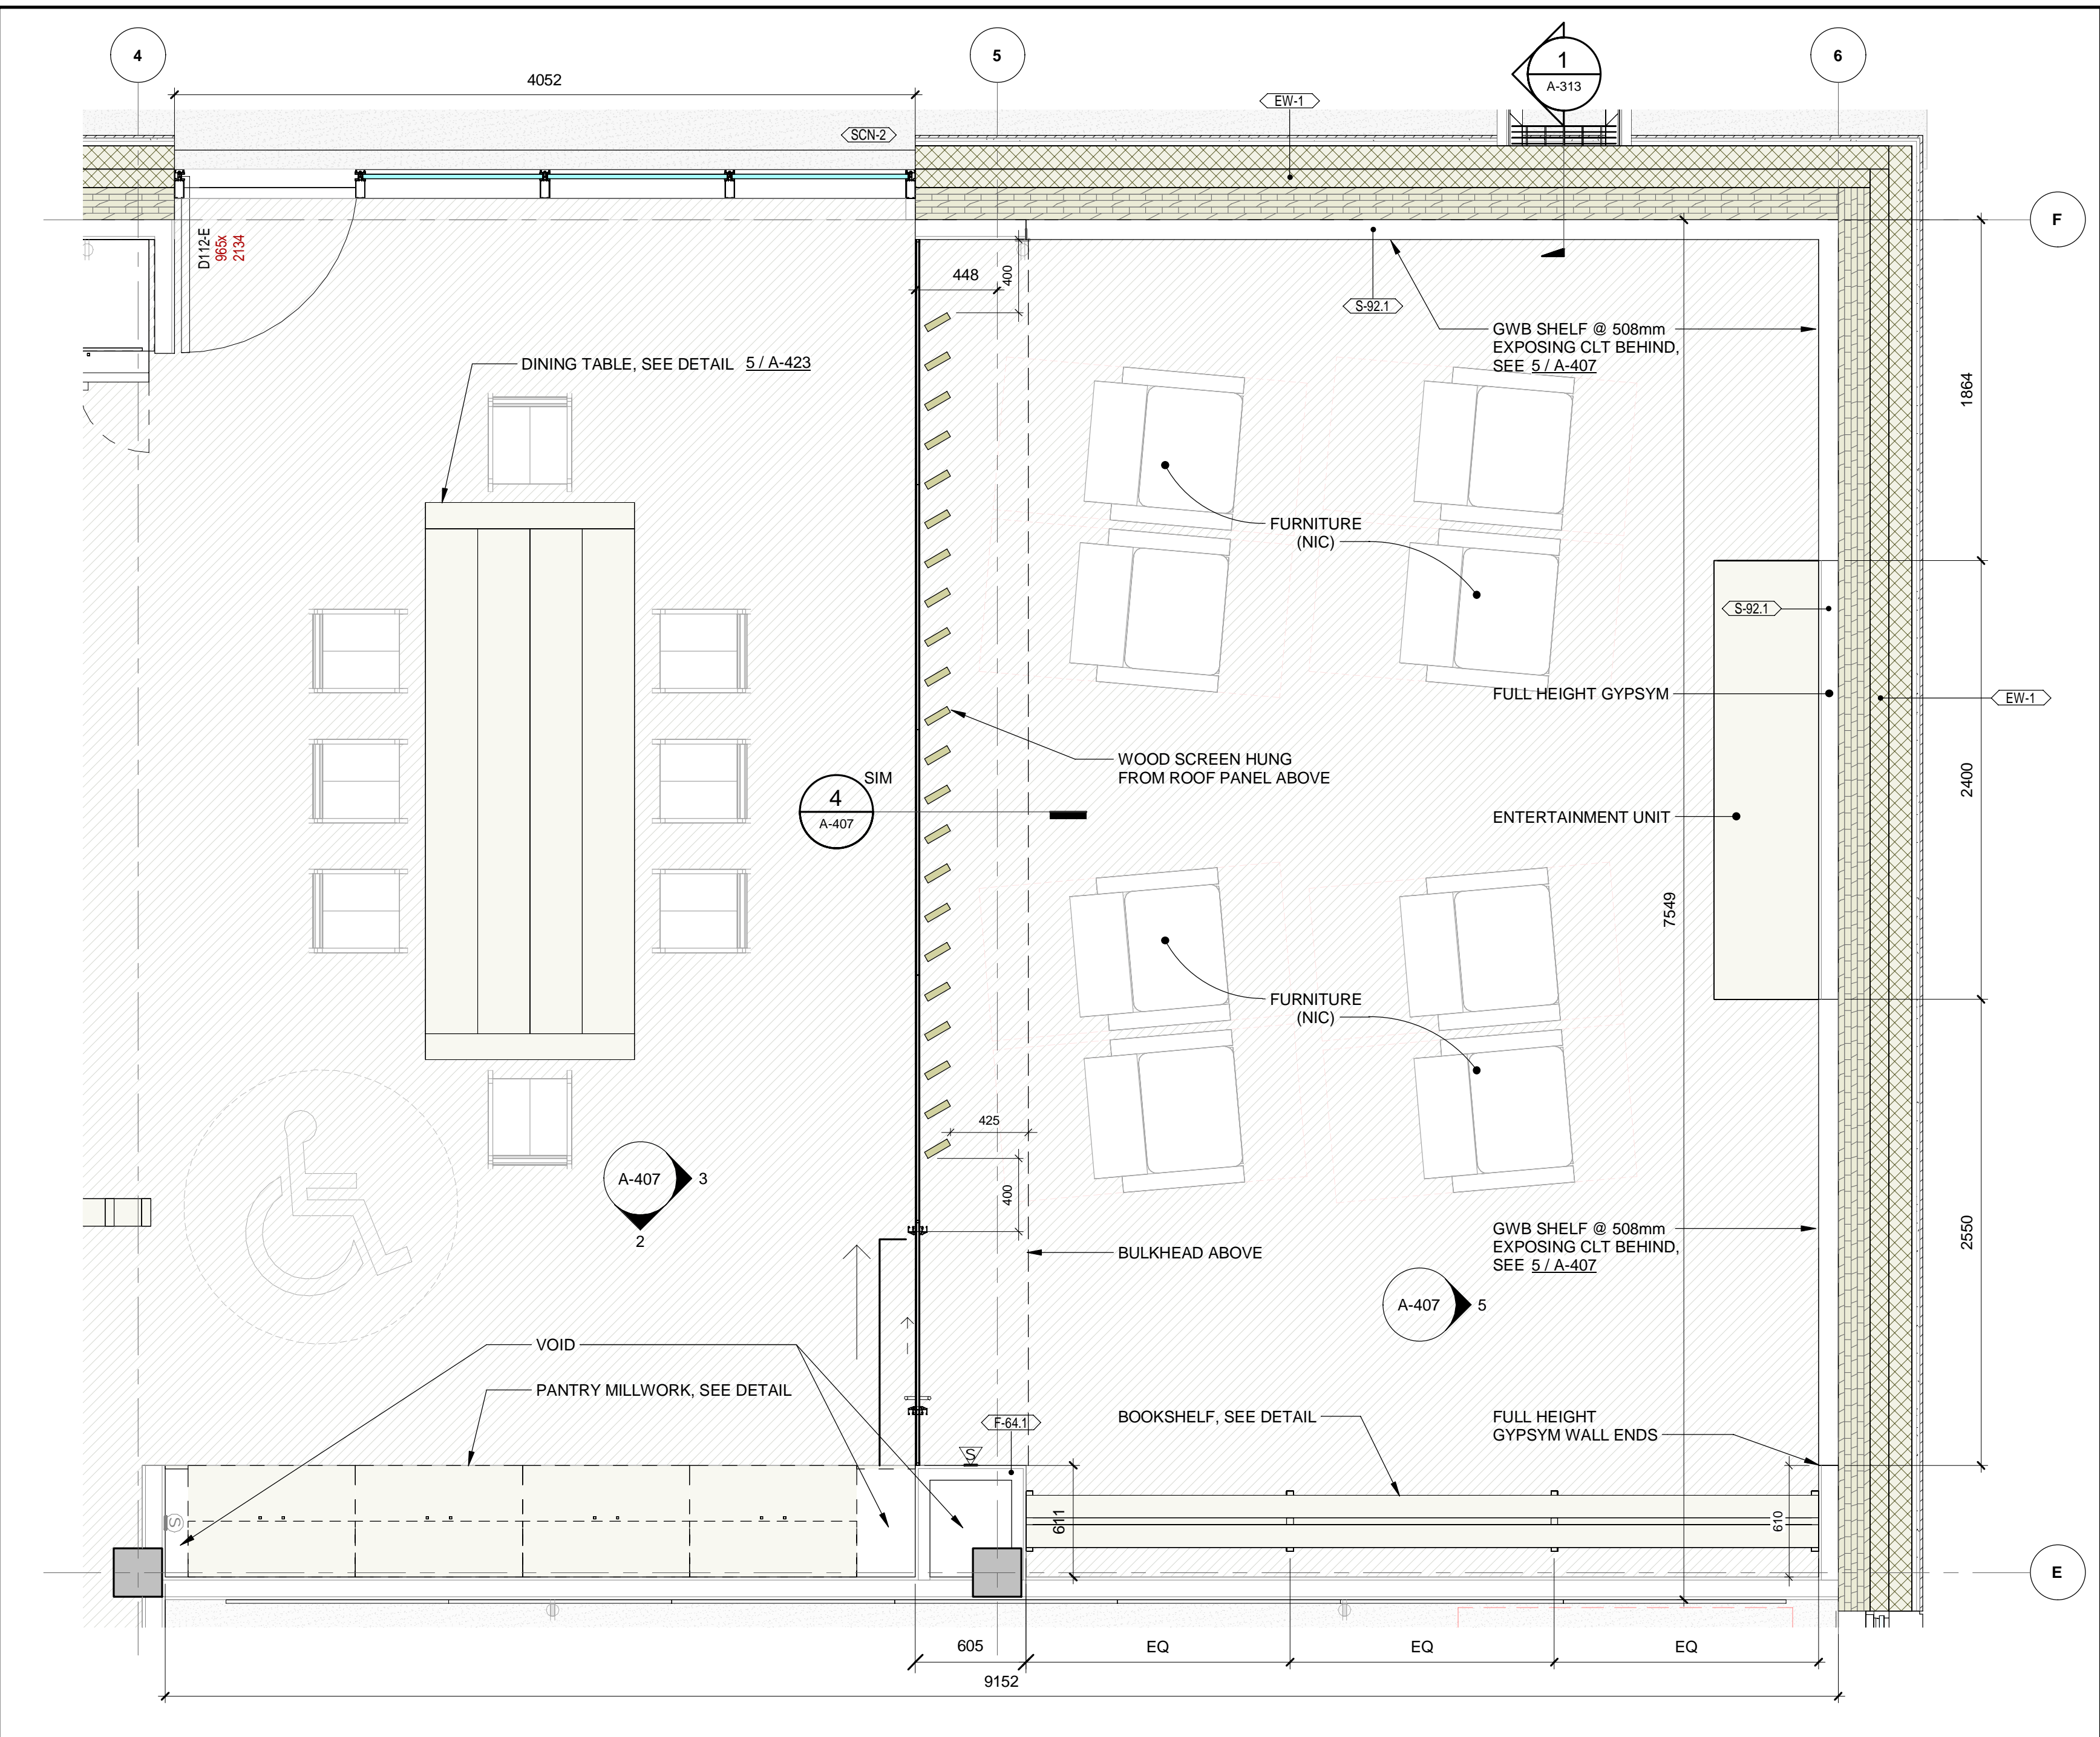 4
5
6
1
A-313
4052
EW-1
SCN-2
F
D112-E
965x
2134
448
400
S-92.1
GWB SHELF @ 508mm
EXPOSING CLT BEHIND,
SEE 5 / A-407
DINING TABLE, SEE DETAIL 5 / A-423
1864
FURNITURE
(NIC)
S-92.1
FULL HEIGHT GYPSYM
EW-1
WOOD SCREEN HUNG
FROM ROOF PANEL ABOVE
SIM
4
A-407
2400
ENTERTAINMENT UNIT
7549
FURNITURE
(NIC)
425
A-407
3
2
400
GWB SHELF @ 508mm
EXPOSING CLT BEHIND,
SEE 5 / A-407
2550
BULKHEAD ABOVE
A-407
5
VOID
PANTRY MILLWORK, SEE DETAIL
BOOKSHELF, SEE DETAIL
FULL HEIGHT
GYPSYM WALL ENDS
F-64.1
S
S
611
610
E
605
EQ
EQ
EQ
9152